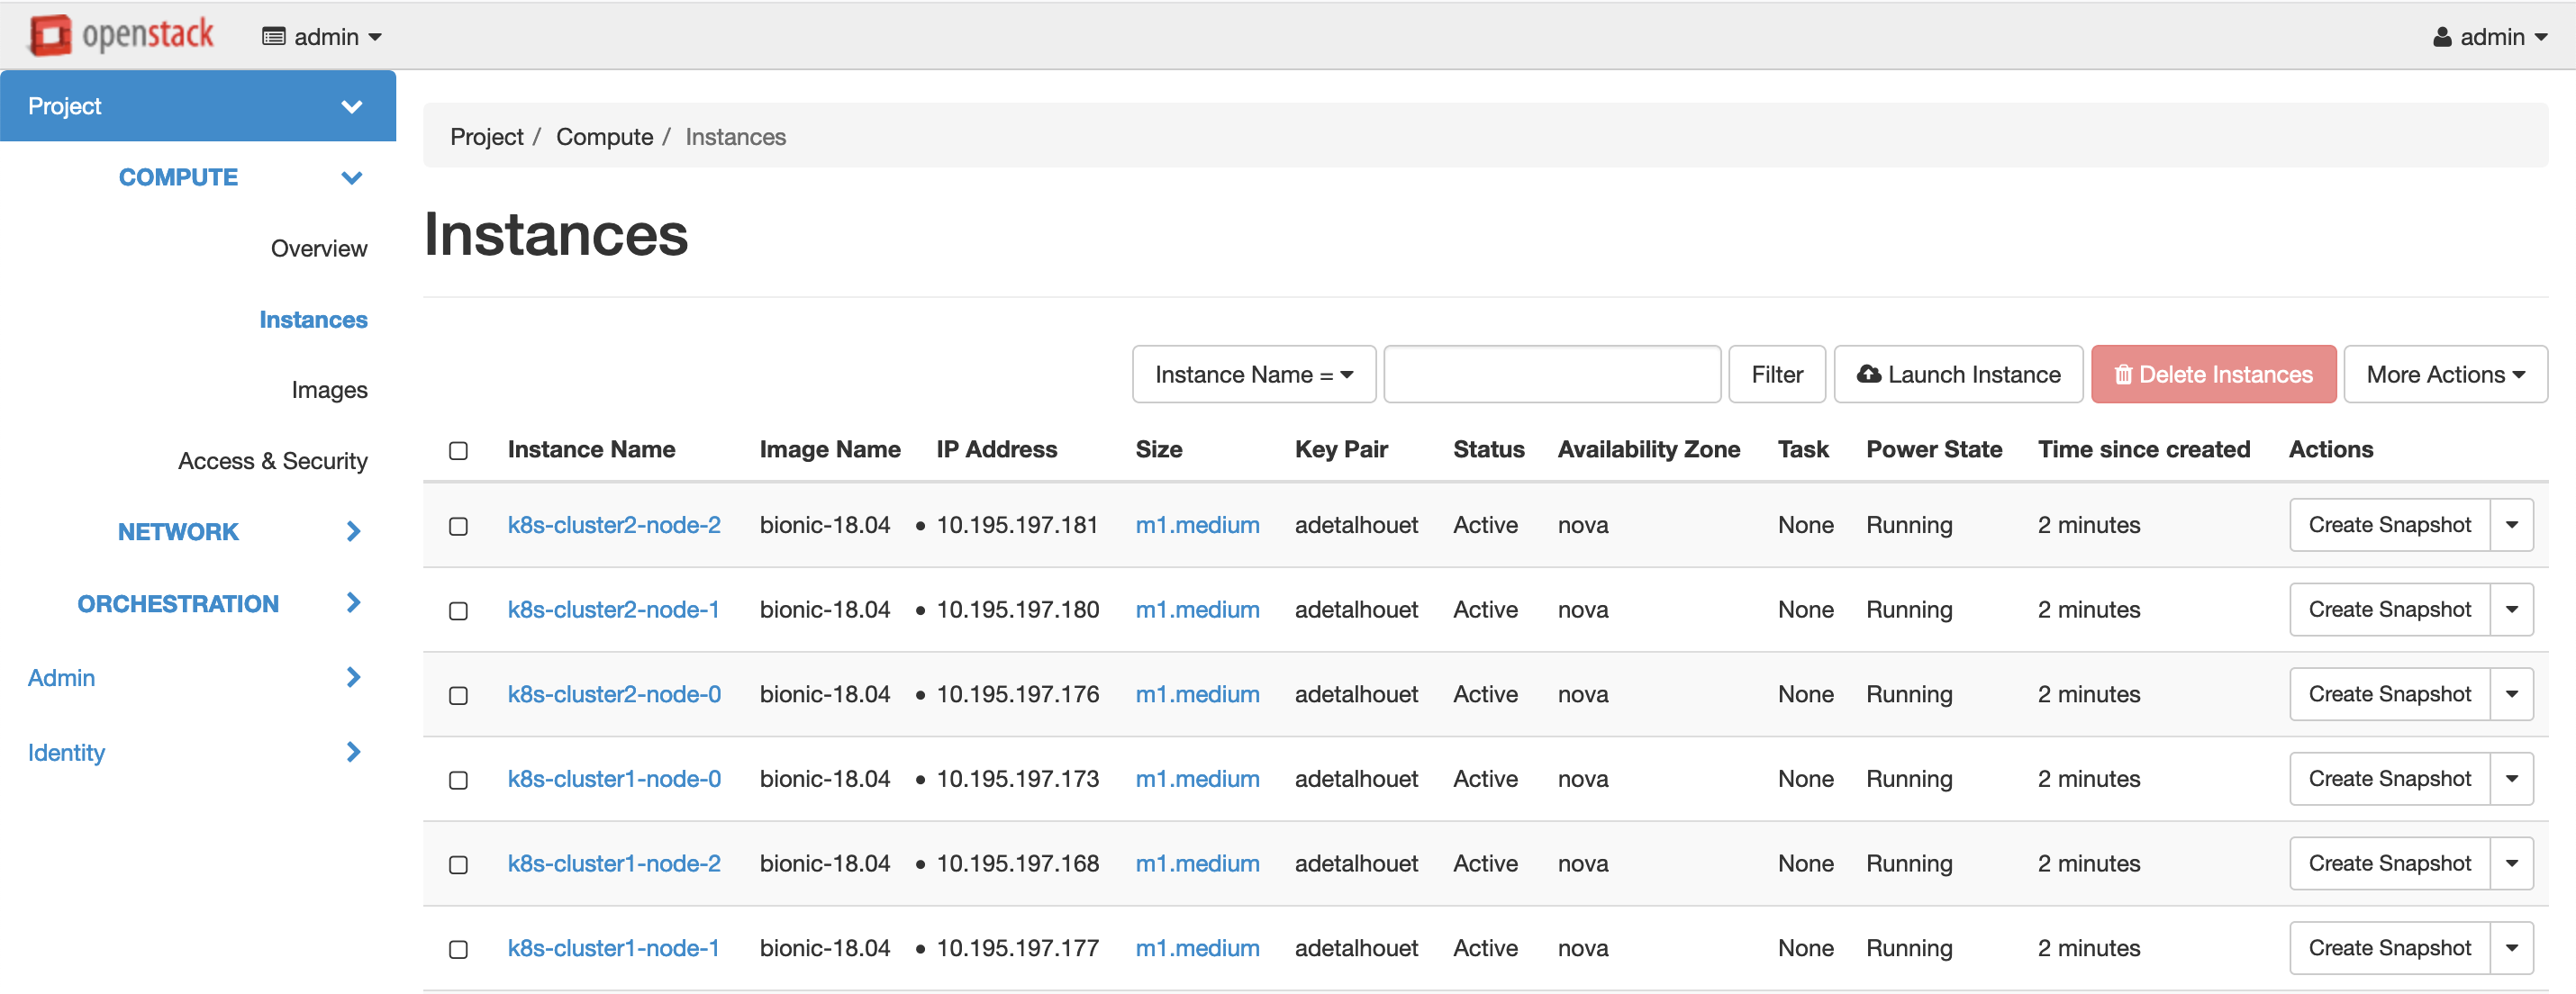 openstack admin admin
Project
COMPUTE
Overview
Instances
Images
Access & Security
NETWORK
ORCHESTRATION
Admin
Identity
Project / Compute / Instances
Instances
Instance Name = Filter Launch Instance Delete Instances More Actions
Instance Name Image Name IP Address Size Key Pair Status Availability Zone Task Power State Time since created Actions
k8s-cluster2-node-2 bionic-18.04 • 10.195.197.181 m1.medium adetalhouet Active nova None Running 2 minutes Create Snapshot
k8s-cluster2-node-1 bionic-18.04 • 10.195.197.180 m1.medium adetalhouet Active nova None Running 2 minutes Create Snapshot
k8s-cluster2-node-0 bionic-18.04 • 10.195.197.176 m1.medium adetalhouet Active nova None Running 2 minutes Create Snapshot
k8s-cluster1-node-0 bionic-18.04 • 10.195.197.173 m1.medium adetalhouet Active nova None Running 2 minutes Create Snapshot
k8s-cluster1-node-2 bionic-18.04 • 10.195.197.168 m1.medium adetalhouet Active nova None Running 2 minutes Create Snapshot
k8s-cluster1-node-1 bionic-18.04 • 10.195.197.177 m1.medium adetalhouet Active nova None Running 2 minutes Create Snapshot